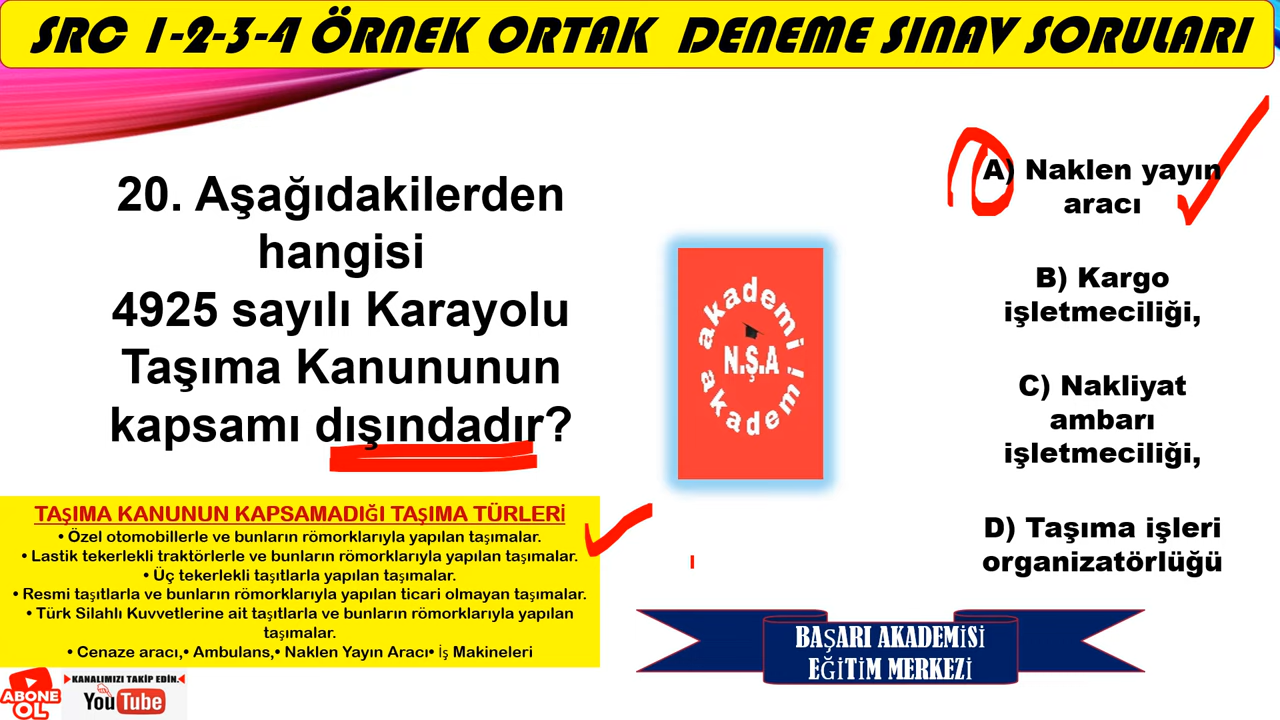 SRC 1-2-3-4 ÖRNEK ORTAK DENEME SINAV SORULARI
20. Aşağıdakilerden
hangisi
4925 sayılı Karayolu
Taşıma Kanununun
kapsamı dışındadır?
TAŞIMA KANUNUN KAPSAMADIĞI TAŞIMA TÜRLERİ
• Özel otomobillerle ve bunların römorklarıyla yapılan taşımalar.
• Lastik tekerlekli traktörlerle ve bunların römorklarıyla yapılan taşımalar.
• Üç tekerlekli taşıtlarla yapılan taşımalar.
• Resmi taşıtlarla ve bunların römorklarıyla yapılan ticari olmayan taşımalar.
• Türk Silahlı Kuvvetlerine ait taşıtlarla ve bunların römorklarıyla yapılan
taşımalar.
• Cenaze aracı,• Ambulans,• Naklen Yayın Aracı• İş Makineleri
ABONE
OL
KANALIMIZI TAKİP EDİN.
YouTube
akademi
N.Ş.A
akademi
A) Naklen yayın
aracı
B) Kargo
işletmeciliği,
C) Nakliyat
ambarı
işletmeciliği,
D) Taşıma işleri
organizatörlüğü
BAŞARI AKADEMİSİ
EĞİTİM MERKEZİ